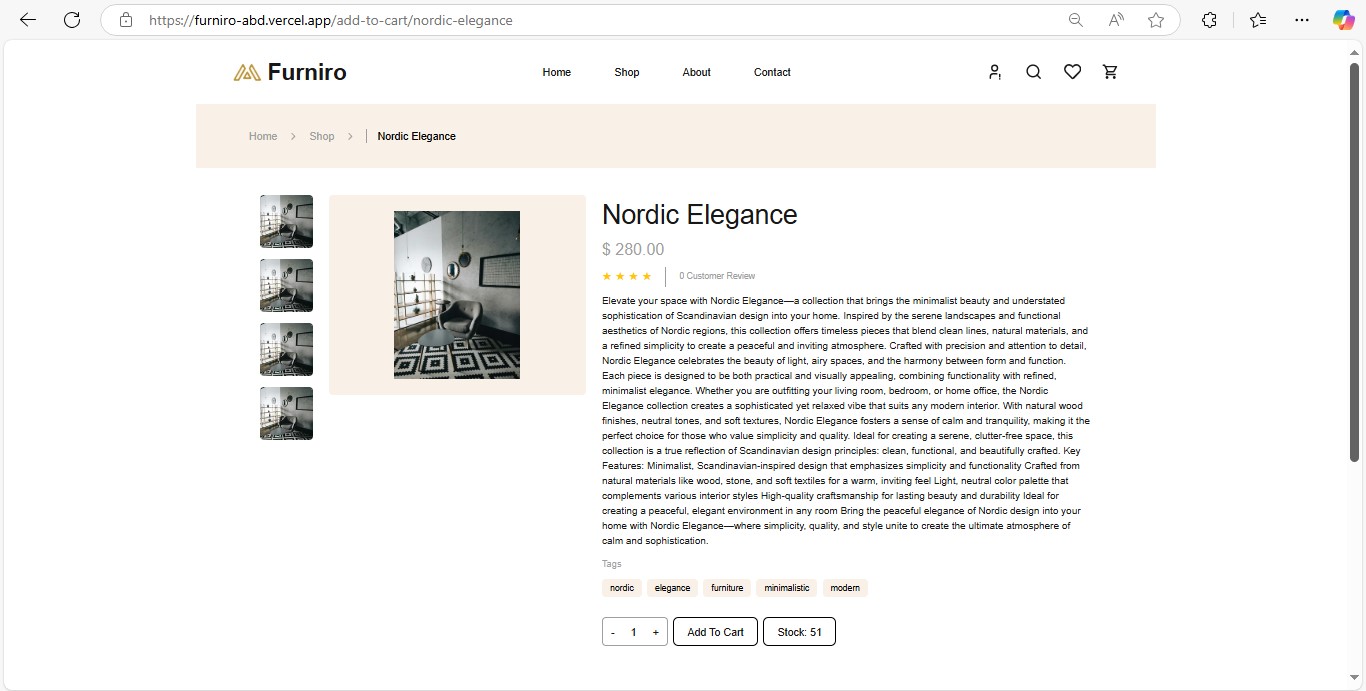 https://furniro-abd.vercel.app/add-to-cart/nordic-elegance
Furniro
Home Shop About Contact
Home > Shop > Nordic Elegance
Nordic Elegance
$ 280.00
0 Customer Review
Elevate your space with Nordic Elegance—a collection that brings the minimalist beauty and understated
sophistication of Scandinavian design into your home. Inspired by the serene landscapes and functional
aesthetics of Nordic regions, this collection offers timeless pieces that blend clean lines, natural materials, and
a refined simplicity to create a peaceful and inviting atmosphere. Crafted with precision and attention to detail,
Nordic Elegance celebrates the beauty of light, airy spaces, and the harmony between form and function.
Each piece is designed to be both practical and visually appealing, combining functionality with refined,
minimalist elegance. Whether you are outfitting your living room, bedroom, or home office, the Nordic
Elegance collection creates a sophisticated yet relaxed vibe that suits any modern interior. With natural wood
finishes, neutral tones, and soft textures, Nordic Elegance fosters a sense of calm and tranquility, making it the
perfect choice for those who value simplicity and quality. Ideal for creating a serene, clutter-free space, this
collection is a true reflection of Scandinavian design principles: clean, functional, and beautifully crafted. Key
Features: Minimalist, Scandinavian-inspired design that emphasizes simplicity and functionality Crafted from
natural materials like wood, stone, and soft textiles for a warm, inviting feel Light, neutral color palette that
complements various interior styles High-quality craftsmanship for lasting beauty and durability Ideal for
creating a peaceful, elegant environment in any room Bring the peaceful elegance of Nordic design into your
home with Nordic Elegance—where simplicity, quality, and style unite to create the ultimate atmosphere of
calm and sophistication.
Tags
nordic elegance furniture minimalistic modern
- 1 + Add To Cart Stock: 51